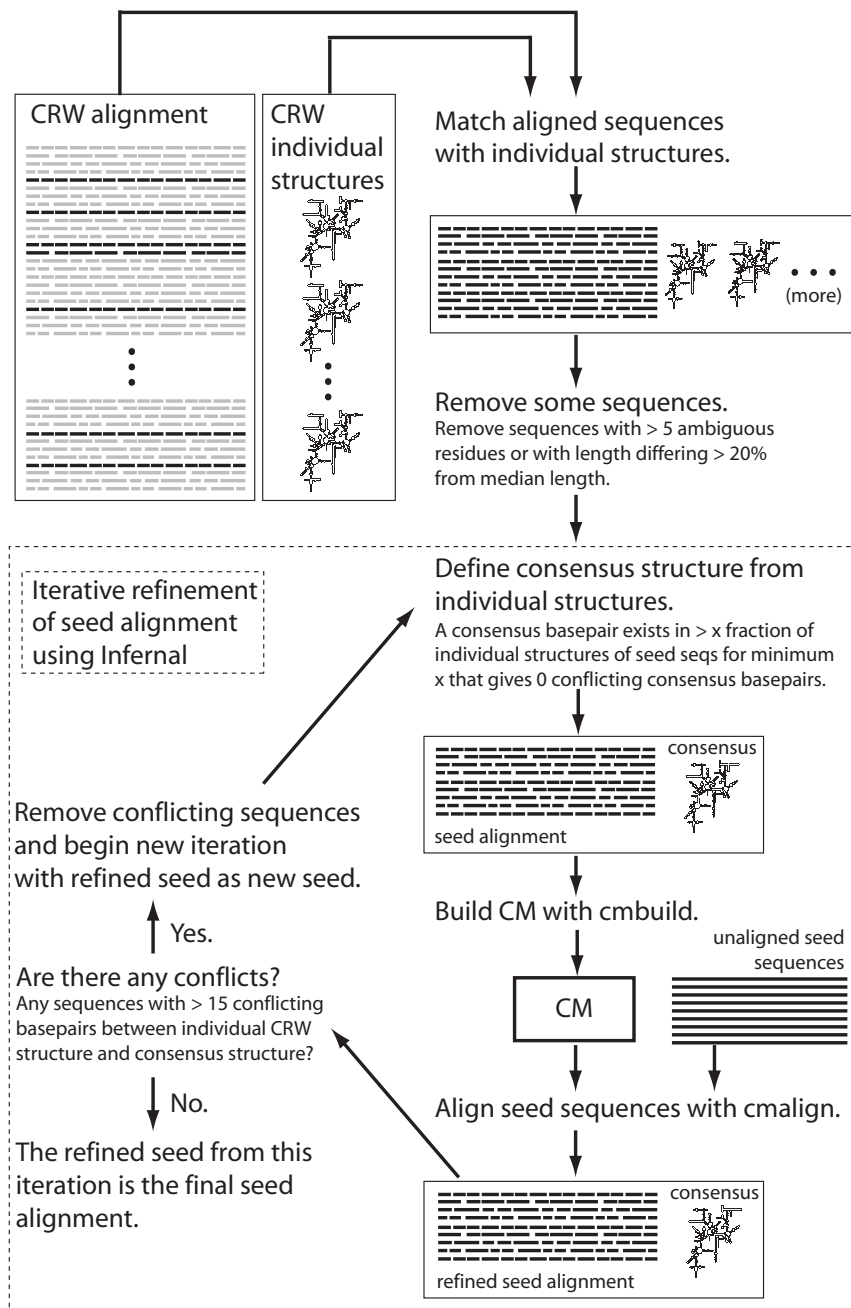 CRW alignment
CRW
individual
structures
Match aligned sequences
with individual structures.
(more)
Remove some sequences.
Remove sequences with > 5 ambiguous
residues or with length differing > 20%
from median length.
Iterative refinement
of seed alignment
using Infernal
Define consensus structure from
individual structures.
A consensus basepair exists in > x fraction of
individual structures of seed seqs for minimum
x that gives 0 conflicting consensus basepairs.
consensus
seed alignment
Build CM with cmbuild.
unaligned seed
sequences
CM
Align seed sequences with cmalign.
consensus
refined seed alignment
Remove conflicting sequences
and begin new iteration
with refined seed as new seed.
Yes.
Are there any conflicts?
Any sequences with > 15 conflicting
basepairs between individual CRW
structure and consensus structure?
No.
The refined seed from this
iteration is the final seed
alignment.